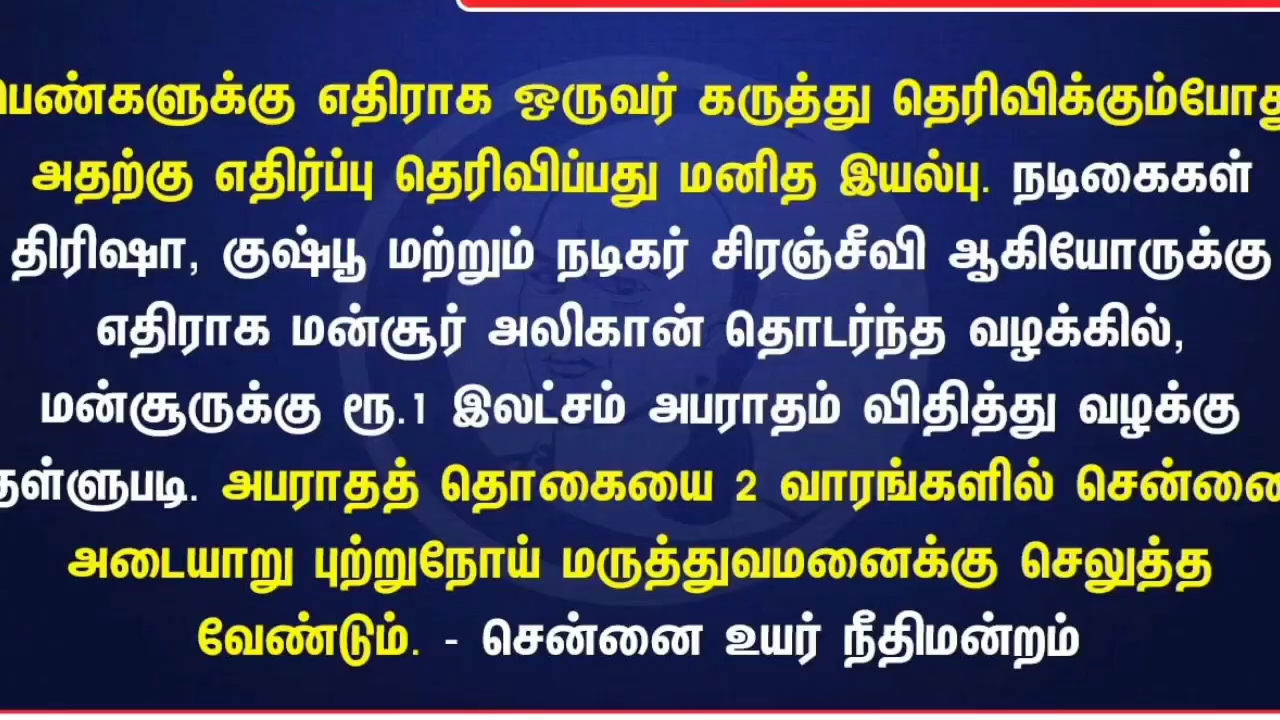 பெண்களுக்கு எதிராக ஒருவர் கருத்து தெரிவிக்கும்போது
அதற்கு எதிர்ப்பு தெரிவிப்பது மனித இயல்பு. நடிகைகள்
திரிஷா, குஷ்பூ மற்றும் நடிகர் சிரஞ்சீவி ஆகியோருக்கு
எதிராக மன்சூர் அலிகான் தொடர்ந்த வழக்கில்,
மன்சூருக்கு ரூ.1 இலட்சம் அபராதம் விதித்து வழக்கு
தள்ளுபடி. அபராதத் தொகையை 2 வாரங்களில் சென்னை
அடையாறு புற்றுநோய் மருத்துவமனைக்கு செலுத்த
வேண்டும். - சென்னை உயர் நீதிமன்றம்